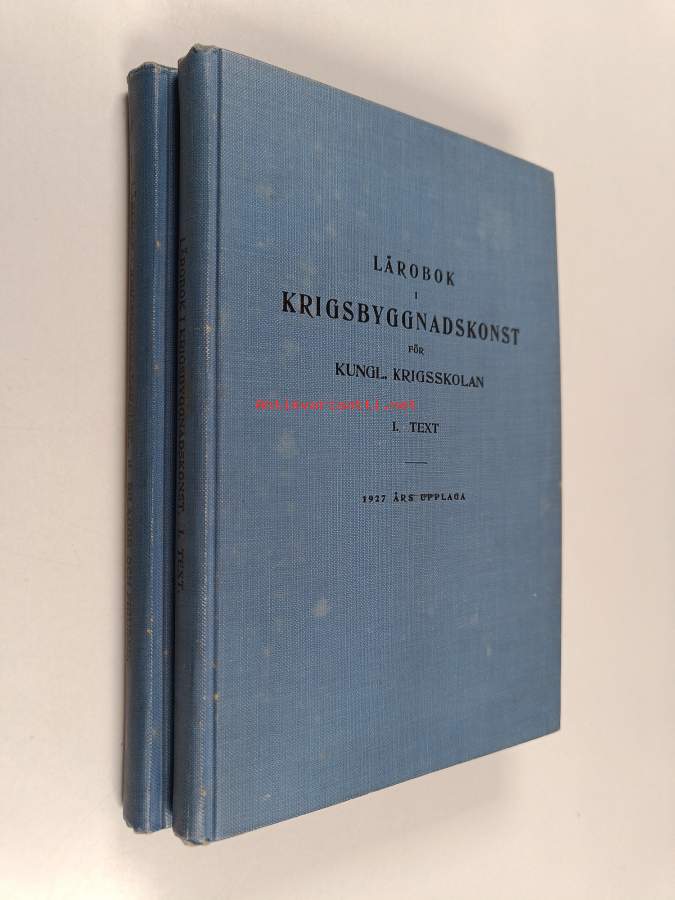 LÄROBOK
I
KRIGSBYGGNADSKONST
FÖR
KUNGL. KRIGSSKOLAN
I. TEXT
1927 ÅRS UPPLAGA
antikvariaatti.net
LÄROBOK I KRIGSBYGGNADSKONST I. TEXT.